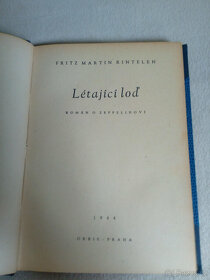 FRITZ MARTIN RINTELEN
Létající loď
ROMÁN O ZEPPELINOVI
1944
ORBIS - PRAHA